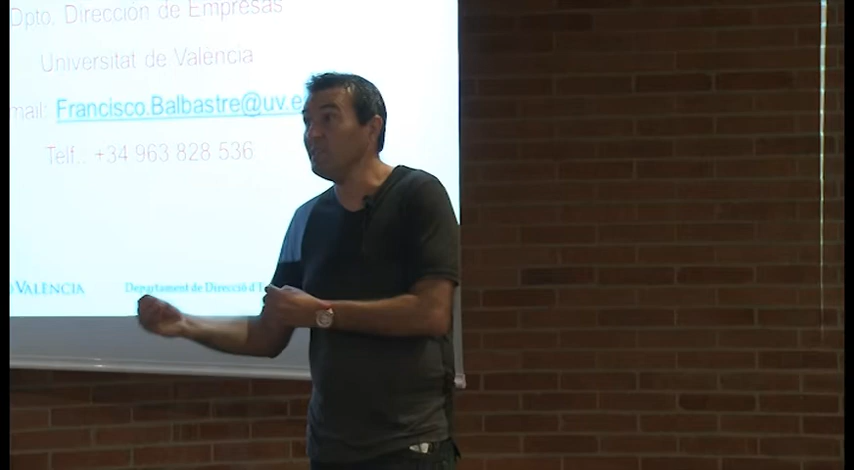 Dpto, Dirección de Empresas
Universitat de València
mail: Francisco.Balbastre@uv.e
Telf.: +34 963 828 536
VALÈNCIA
Departament de Direcció d'E